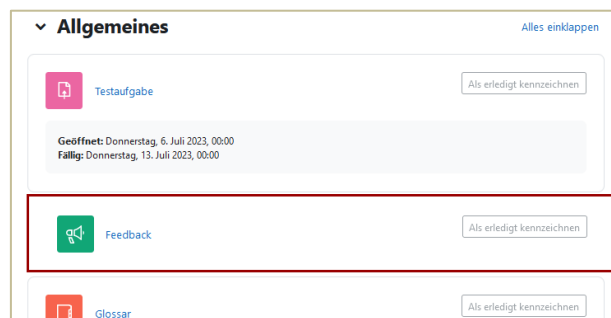 Allgemeines
Alles einklappen
Testaufgabe
Als erledigt kennzeichnen
Geöffnet: Donnerstag, 6. Juli 2023, 00:00
Fällig: Donnerstag, 13. Juli 2023, 00:00
Feedback
Als erledigt kennzeichnen
Glossar
Als erledigt kennzeichnen